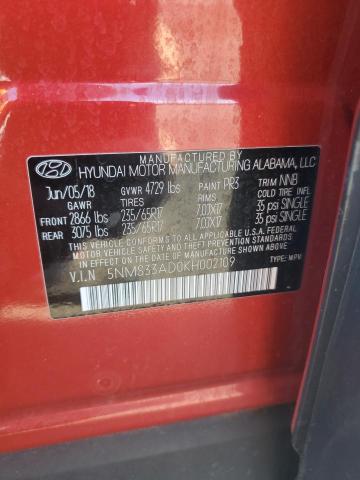 MANUFACTURED BY
HYUNDAI MOTOR MANUFACTURING ALABAMA, LLC
Jun/05/18 GVWR 4729 lbs PAINT PR3 TRIM NNB
GAWR TIRES RIMS COLD TIRE INF.
FRONT 2866 lbs 235/65R17 7.0JX17 35 psi SINGLE
REAR 3075 lbs 235/65R17 7.0JX17 35 psi SINGLE
THIS VEHICLE CONFORMS TO ALL APPLICABLE U.S. FEDERAL
MOTOR VEHICLE SAFETY, BUMPER, AND THEFT PREVENTION
STANDARDS IN EFFECT ON THE DATE OF MANUFACTURE SHOWN ABOVE.
V.I.N 5NMS33AD0KH002109
TYPE: MPV